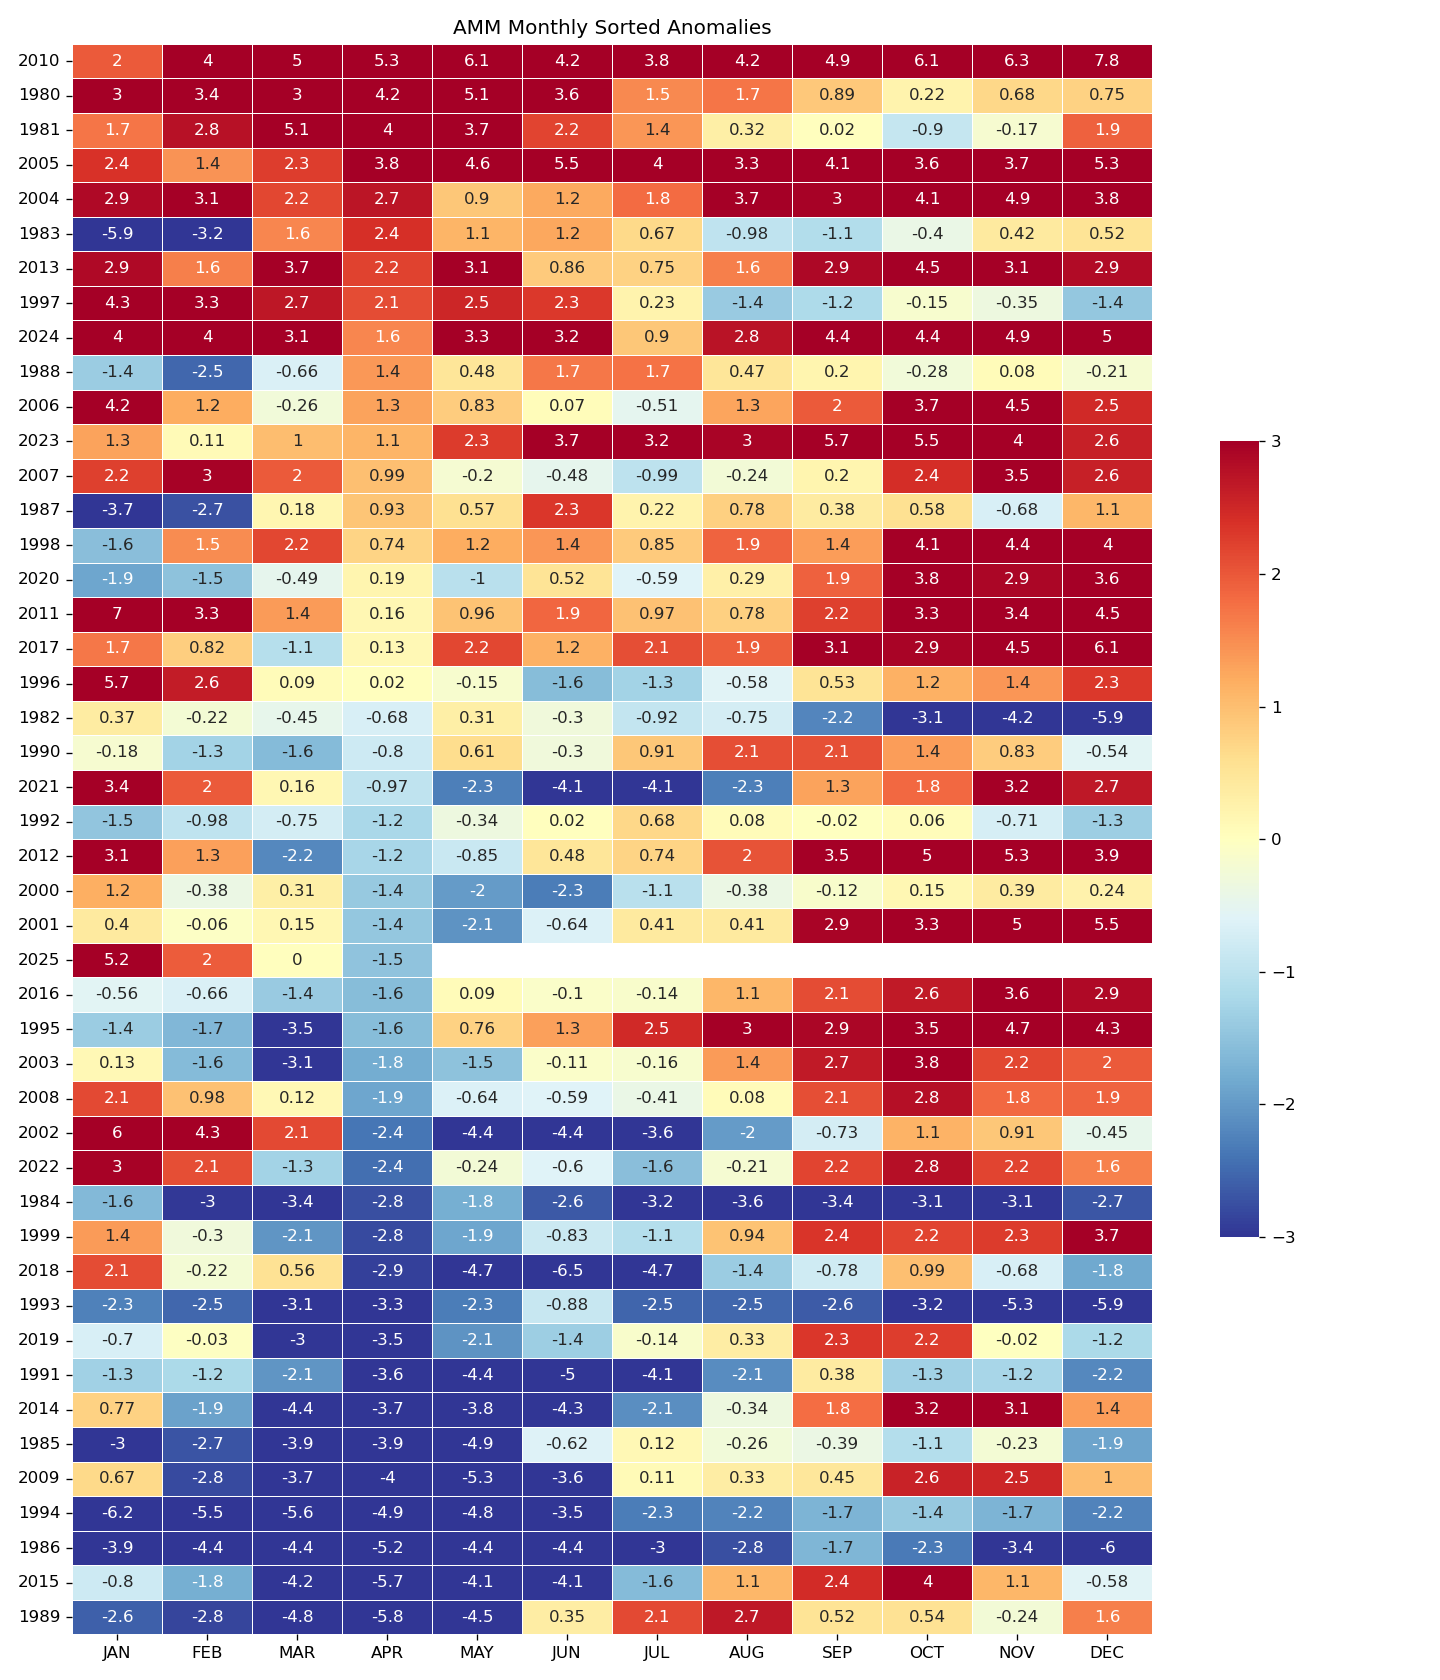 AMM Monthly Sorted Anomalies
2010 2 4 5 5.3 6.1 4.2 3.8 4.2 4.9 6.1 6.3 7.8
1980 3 3.4 3 4.2 5.1 3.6 1.5 1.7 0.89 0.22 0.68 0.75
1981 1.7 2.8 5.1 4 3.7 2.2 1.4 0.32 0.02 -0.9 -0.17 1.9
2005 2.4 1.4 2.3 3.8 4.6 5.5 4 3.3 4.1 3.6 3.7 5.3
2004 2.9 3.1 2.2 2.7 0.9 1.2 1.8 3.7 3 4.1 4.9 3.8
1983 -5.9 -3.2 1.6 2.4 1.1 1.2 0.67 -0.98 -1.1 -0.4 0.42 0.52
2013 2.9 1.6 3.7 2.2 3.1 0.86 0.75 1.6 2.9 4.5 3.1 2.9
1997 4.3 3.3 2.7 2.1 2.5 2.3 0.23 -1.4 -1.2 -0.15 -0.35 -1.4
2024 4 4 3.1 1.6 3.3 3.2 0.9 2.8 4.4 4.4 4.9 5
1988 -1.4 -2.5 -0.66 1.4 0.48 1.7 1.7 0.47 0.2 -0.28 0.08 -0.21
2006 4.2 1.2 -0.26 1.3 0.83 0.07 -0.51 1.3 2 3.7 4.5 2.5
2023 1.3 0.11 1 1.1 2.3 3.7 3.2 3 5.7 5.5 4 2.6
2007 2.2 3 2 0.99 -0.2 -0.48 -0.99 -0.24 0.2 2.4 3.5 2.6
1987 -3.7 -2.7 0.18 0.93 0.57 2.3 0.22 0.78 0.38 0.58 -0.68 1.1
1998 -1.6 1.5 2.2 0.74 1.2 1.4 0.85 1.9 1.4 4.1 4.4 4
2020 -1.9 -1.5 -0.49 0.19 -1 0.52 -0.59 0.29 1.9 3.8 2.9 3.6
2011 7 3.3 1.4 0.16 0.96 1.9 0.97 0.78 2.2 3.3 3.4 4.5
2017 1.7 0.82 -1.1 0.13 2.2 1.2 2.1 1.9 3.1 2.9 4.5 6.1
1996 5.7 2.6 0.09 0.02 -0.15 -1.6 -1.3 -0.58 0.53 1.2 1.4 2.3
1982 0.37 -0.22 -0.45 -0.68 0.31 -0.3 -0.92 -0.75 -2.2 -3.1 -4.2 -5.9
1990 -0.18 -1.3 -1.6 -0.8 0.61 -0.3 0.91 2.1 2.1 1.4 0.83 -0.54
2021 3.4 2 0.16 -0.97 -2.3 -4.1 -4.1 -2.3 1.3 1.8 3.2 2.7
1992 -1.5 -0.98 -0.75 -1.2 -0.34 0.02 0.68 0.08 -0.02 0.06 -0.71 -1.3
2012 3.1 1.3 -2.2 -1.2 -0.85 0.48 0.74 2 3.5 5 5.3 3.9
2000 1.2 -0.38 0.31 -1.4 -2 -2.3 -1.1 -0.38 -0.12 0.15 0.39 0.24
2001 0.4 -0.06 0.15 -1.4 -2.1 -0.64 0.41 0.41 2.9 3.3 5 5.5
2025 5.2 2 0 -1.5
2016 -0.56 -0.66 -1.4 -1.6 0.09 -0.1 -0.14 1.1 2.1 2.6 3.6 2.9
1995 -1.4 -1.7 -3.5 -1.6 0.76 1.3 2.5 3 2.9 3.5 4.7 4.3
2003 0.13 -1.6 -3.1 -1.8 -1.5 -0.11 -0.16 1.4 2.7 3.8 2.2 2
2008 2.1 0.98 0.12 -1.9 -0.64 -0.59 -0.41 0.08 2.1 2.8 1.8 1.9
2002 6 4.3 2.1 -2.4 -4.4 -4.4 -3.6 -2 -0.73 1.1 0.91 -0.45
2022 3 2.1 -1.3 -2.4 -0.24 -0.6 -1.6 -0.21 2.2 2.8 2.2 1.6
1984 -1.6 -3 -3.4 -2.8 -1.8 -2.6 -3.2 -3.6 -3.4 -3.1 -3.1 -2.7
1999 1.4 -0.3 -2.1 -2.8 -1.9 -0.83 -1.1 0.94 2.4 2.2 2.3 3.7
2018 2.1 -0.22 0.56 -2.9 -4.7 -6.5 -4.7 -1.4 -0.78 0.99 -0.68 -1.8
1993 -2.3 -2.5 -3.1 -3.3 -2.3 -0.88 -2.5 -2.5 -2.6 -3.2 -5.3 -5.9
2019 -0.7 -0.03 -3 -3.5 -2.1 -1.4 -0.14 0.33 2.3 2.2 -0.02 -1.2
1991 -1.3 -1.2 -2.1 -3.6 -4.4 -5 -4.1 -2.1 0.38 -1.3 -1.2 -2.2
2014 0.77 -1.9 -4.4 -3.7 -3.8 -4.3 -2.1 -0.34 1.8 3.2 3.1 1.4
1985 -3 -2.7 -3.9 -3.9 -4.9 -0.62 0.12 -0.26 -0.39 -1.1 -0.23 -1.9
2009 0.67 -2.8 -3.7 -4 -5.3 -3.6 0.11 0.33 0.45 2.6 2.5 1
1994 -6.2 -5.5 -5.6 -4.9 -4.8 -3.5 -2.3 -2.2 -1.7 -1.4 -1.7 -2.2
1986 -3.9 -4.4 -4.4 -5.2 -4.4 -4.4 -3 -2.8 -1.7 -2.3 -3.4 -6
2015 -0.8 -1.8 -4.2 -5.7 -4.1 -4.1 -1.6 1.1 2.4 4 1.1 -0.58
1989 -2.6 -2.8 -4.8 -5.8 -4.5 0.35 2.1 2.7 0.52 0.54 -0.24 1.6
JAN FEB MAR APR MAY JUN JUL AUG SEP OCT NOV DEC
3
2
1
0
−1
−2
−3